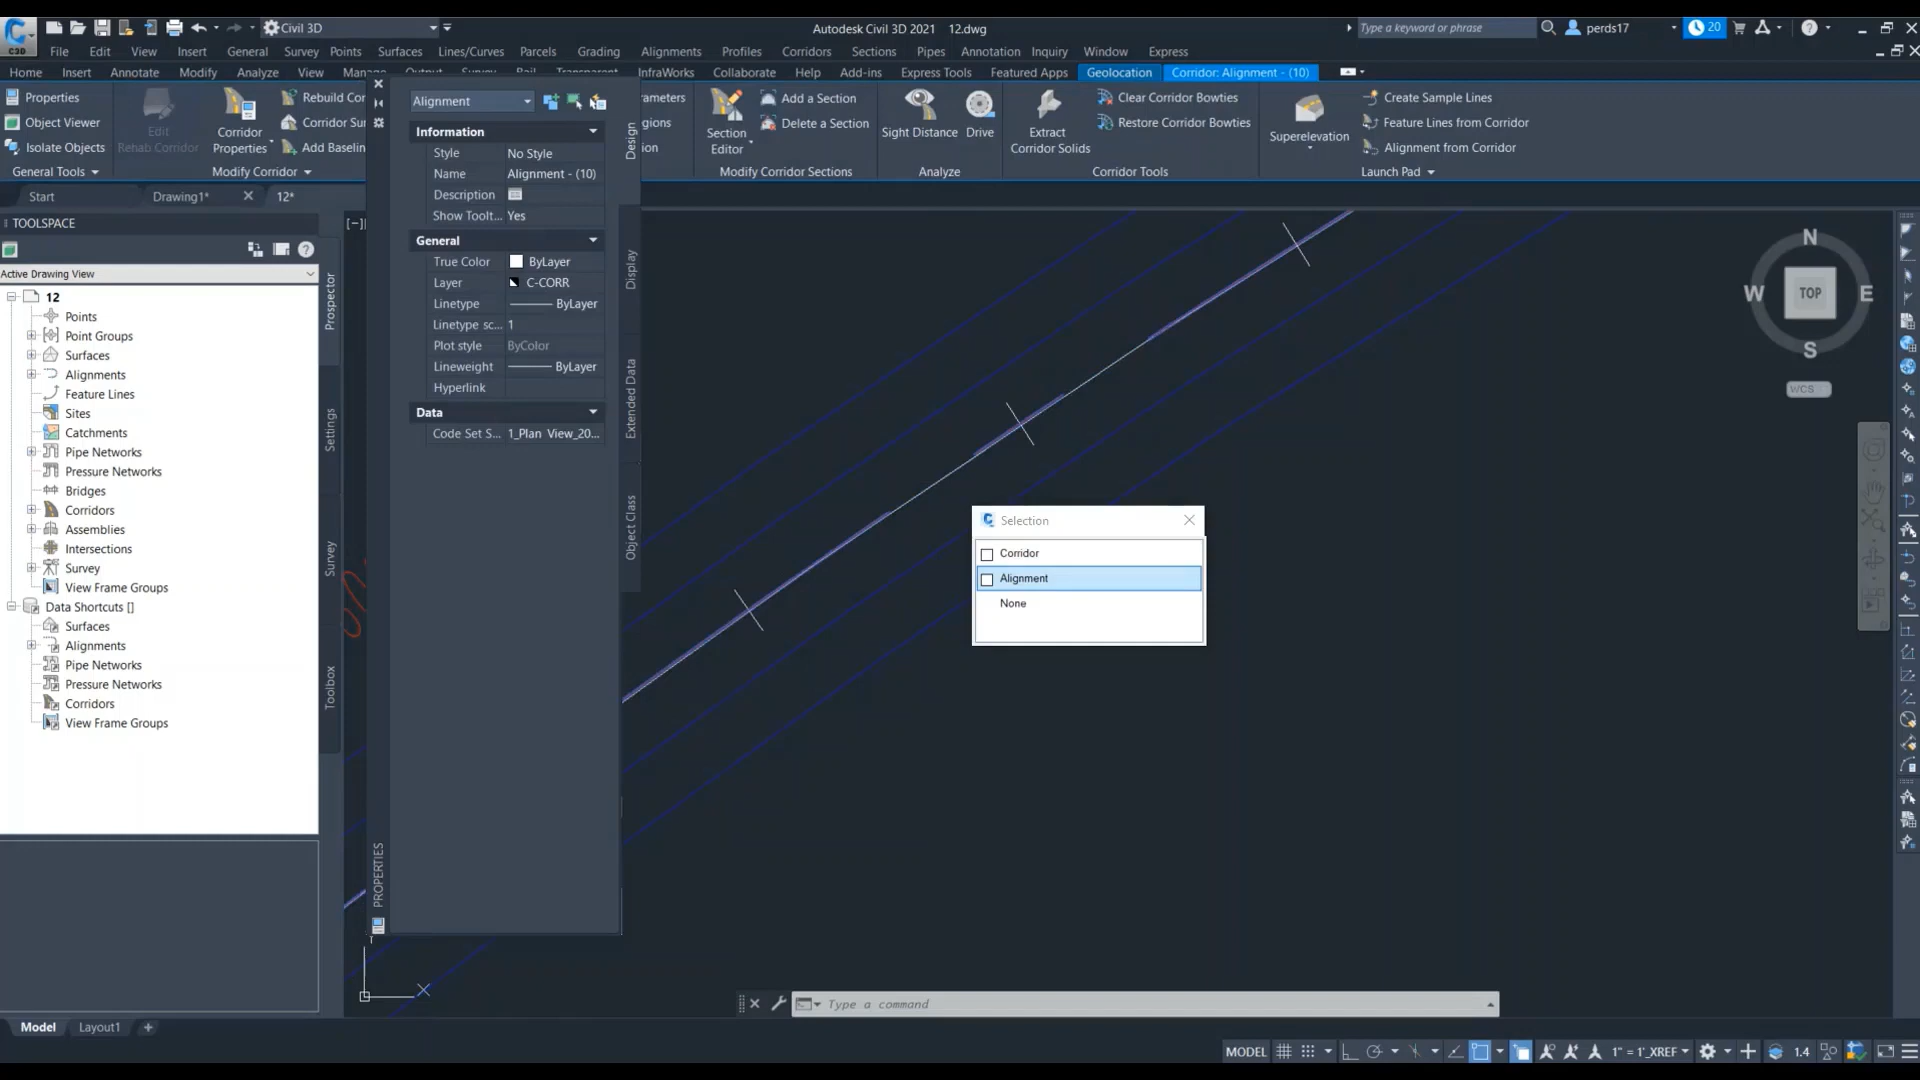 Civil 3D
Autodesk Civil 3D 2021 12.dwg
Type a keyword or phrase
perds17
20
C3D
File Edit View Insert General Survey Points Surfaces Lines/Curves Parcels Grading Alignments Profiles Corridors Sections Pipes Annotation Inquiry Window Express
Home Insert Annotate Modify Analyze View InfraWorks Collaborate Help Add-ins Express Tools Featured Apps Geolocation Corridor: Alignment - (10)
Properties
Object Viewer
Isolate Objects
General Tools
Edit
Rehab Corridor
Corridor
Properties
Rebuild Cor
Corridor Sur
Add Baselin
Modify Corridor
Section
Editor
Add a Section
Delete a Section
Modify Corridor Sections
Sight Distance
Drive
Analyze
Extract
Corridor Solids
Clear Corridor Bowties
Restore Corridor Bowties
Corridor Tools
Superelevation
Create Sample Lines
Feature Lines from Corridor
Alignment from Corridor
Launch Pad
Start
Drawing1*
12*
TOOLSPACE
Active Drawing View
12
Points
Point Groups
Surfaces
Alignments
Feature Lines
Sites
Catchments
Pipe Networks
Pressure Networks
Bridges
Corridors
Assemblies
Intersections
Survey
View Frame Groups
Data Shortcuts []
Surfaces
Alignments
Pipe Networks
Pressure Networks
Corridors
View Frame Groups
Prospector
Settings
Survey
Toolbox
Alignment
Information
Style No Style
Name Alignment - (10)
Description
Show Toolt... Yes
General
True Color ByLayer
Layer C-CORR
Linetype ByLayer
Linetype sc... 1
Plot style ByColor
Lineweight ByLayer
Hyperlink
Data
Code Set S... 1_Plan View_20...
Design
Display
Extended Data
Object Class
PROPERTIES
Selection
Corridor
Alignment
None
N
W
TOP
E
S
WCS
X
Type a command
Model
Layout1
MODEL
1" = 1'_XREF
1.4